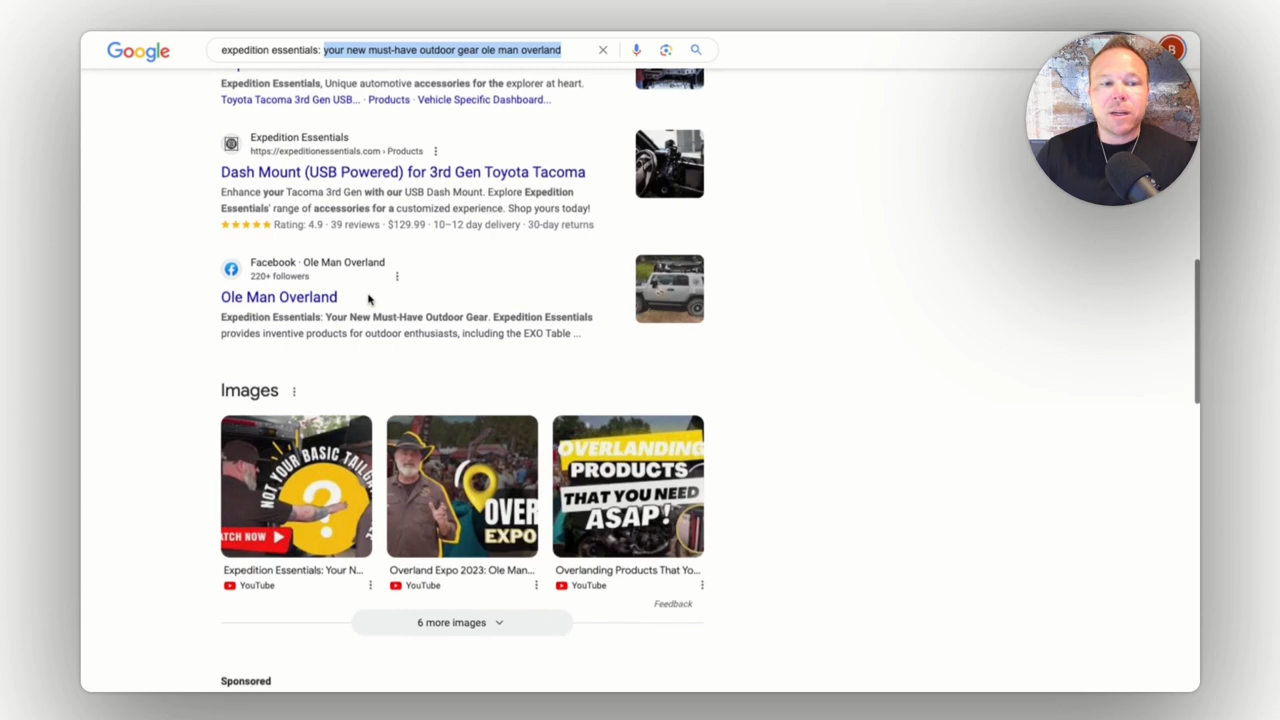 Google
expedition essentials: your new must-have outdoor gear ole man overland
B
Expedition Essentials, Unique automotive accessories for the explorer at heart.
Toyota Tacoma 3rd Gen USB... · Products · Vehicle Specific Dashboard...
Expedition Essentials
https://expeditionessentials.com › Products
Dash Mount (USB Powered) for 3rd Gen Toyota Tacoma
Enhance your Tacoma 3rd Gen with our USB Dash Mount. Explore Expedition
Essentials' range of accessories for a customized experience. Shop yours today!
Rating: 4.9 · 39 reviews · $129.99 · 10–12 day delivery · 30-day returns
Facebook · Ole Man Overland
220+ followers
Ole Man Overland
Expedition Essentials: Your New Must-Have Outdoor Gear. Expedition Essentials
provides inventive products for outdoor enthusiasts, including the EXO Table ...
Images
NOT YOUR BASIC TAILG
?
ATCH NOW
OVER
EXPO
OVERLANDING
PRODUCTS
THAT YOU NEED
ASAP!
Expedition Essentials: Your N...
YouTube
Overland Expo 2023: Ole Man...
YouTube
Overlanding Products That Yo...
YouTube
Feedback
6 more images
Sponsored